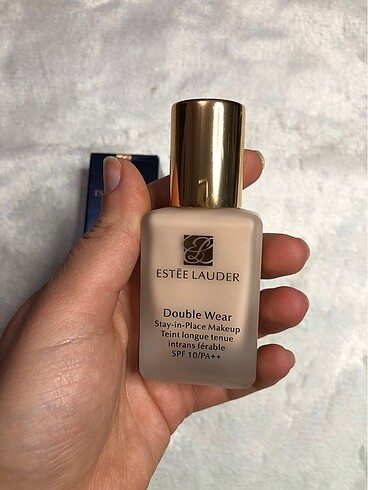 ESTĒE LAUDER
Double Wear
Stay-in-Place Makeup
Teint longue tenue
intrans férable
SPF 10/PA++